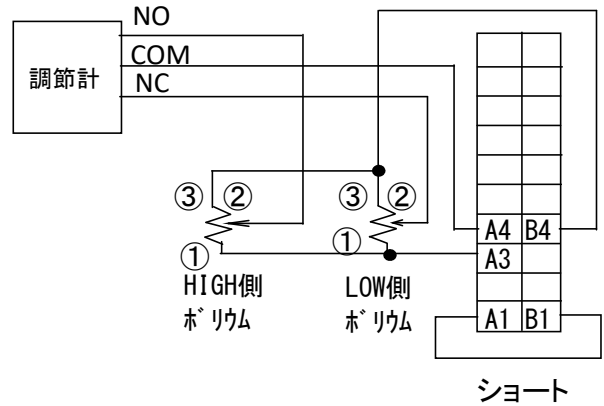 NO
COM
NC
調節計
③ ② ③ ②
① ①
A4 B4
A3
HIGH側
ﾎﾞﾘｳﾑ
LOW側
ﾎﾞﾘｳﾑ
A1 B1
ショート